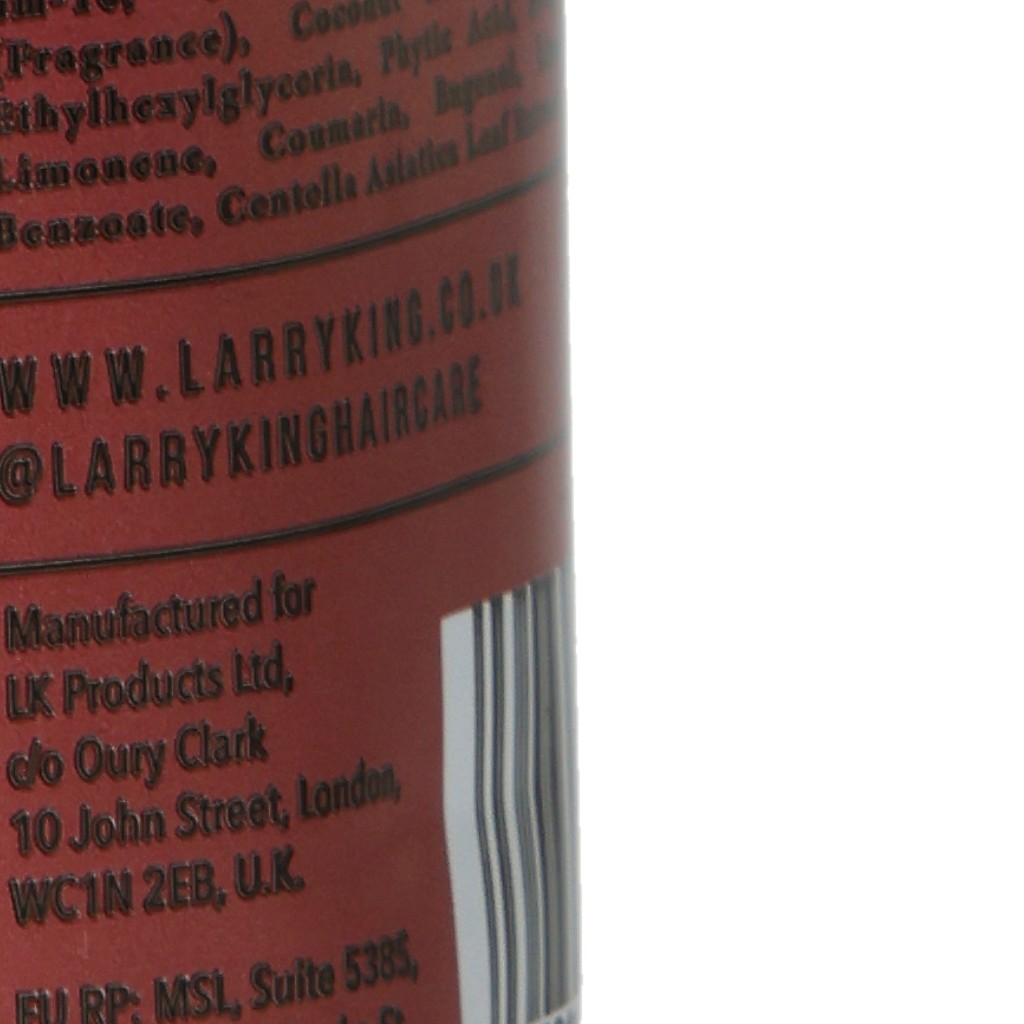 (Fragrance), Coconut
Ethylhexylglycerin, Phytic Acid,
Limonene, Coumarin, Eugenol,
Benzoate, Centella Asiatica Leaf
WWW.LARRYKING.CO.UK
@LARRYKINGHAIRCARE
Manufactured for
LK Products Ltd,
c/o Oury Clark
10 John Street, London,
WC1N 2EB, U.K.
EU RP: MSL, Suite 5385,